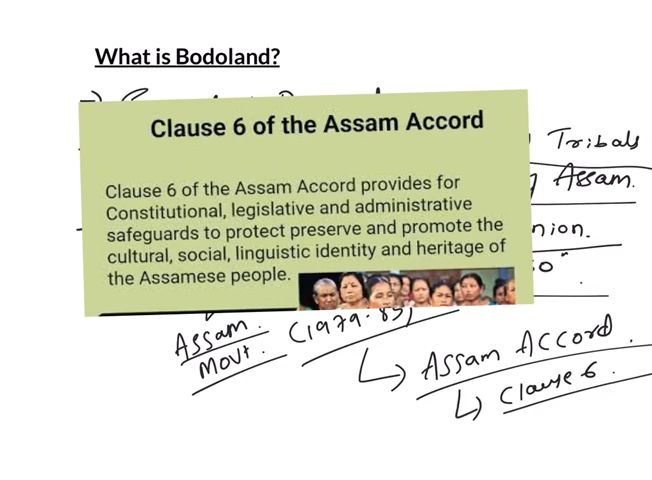 What is Bodoland?
Clause 6 of the Assam Accord
Clause 6 of the Assam Accord provides for
Constitutional, legislative and administrative
safeguards to protect preserve and promote the
cultural, social, linguistic identity and heritage of
the Assamese people.
Tribals
Assam.
nion.
Assam.
Movt. (1979-85)
Assam Accord.
Clause 6.